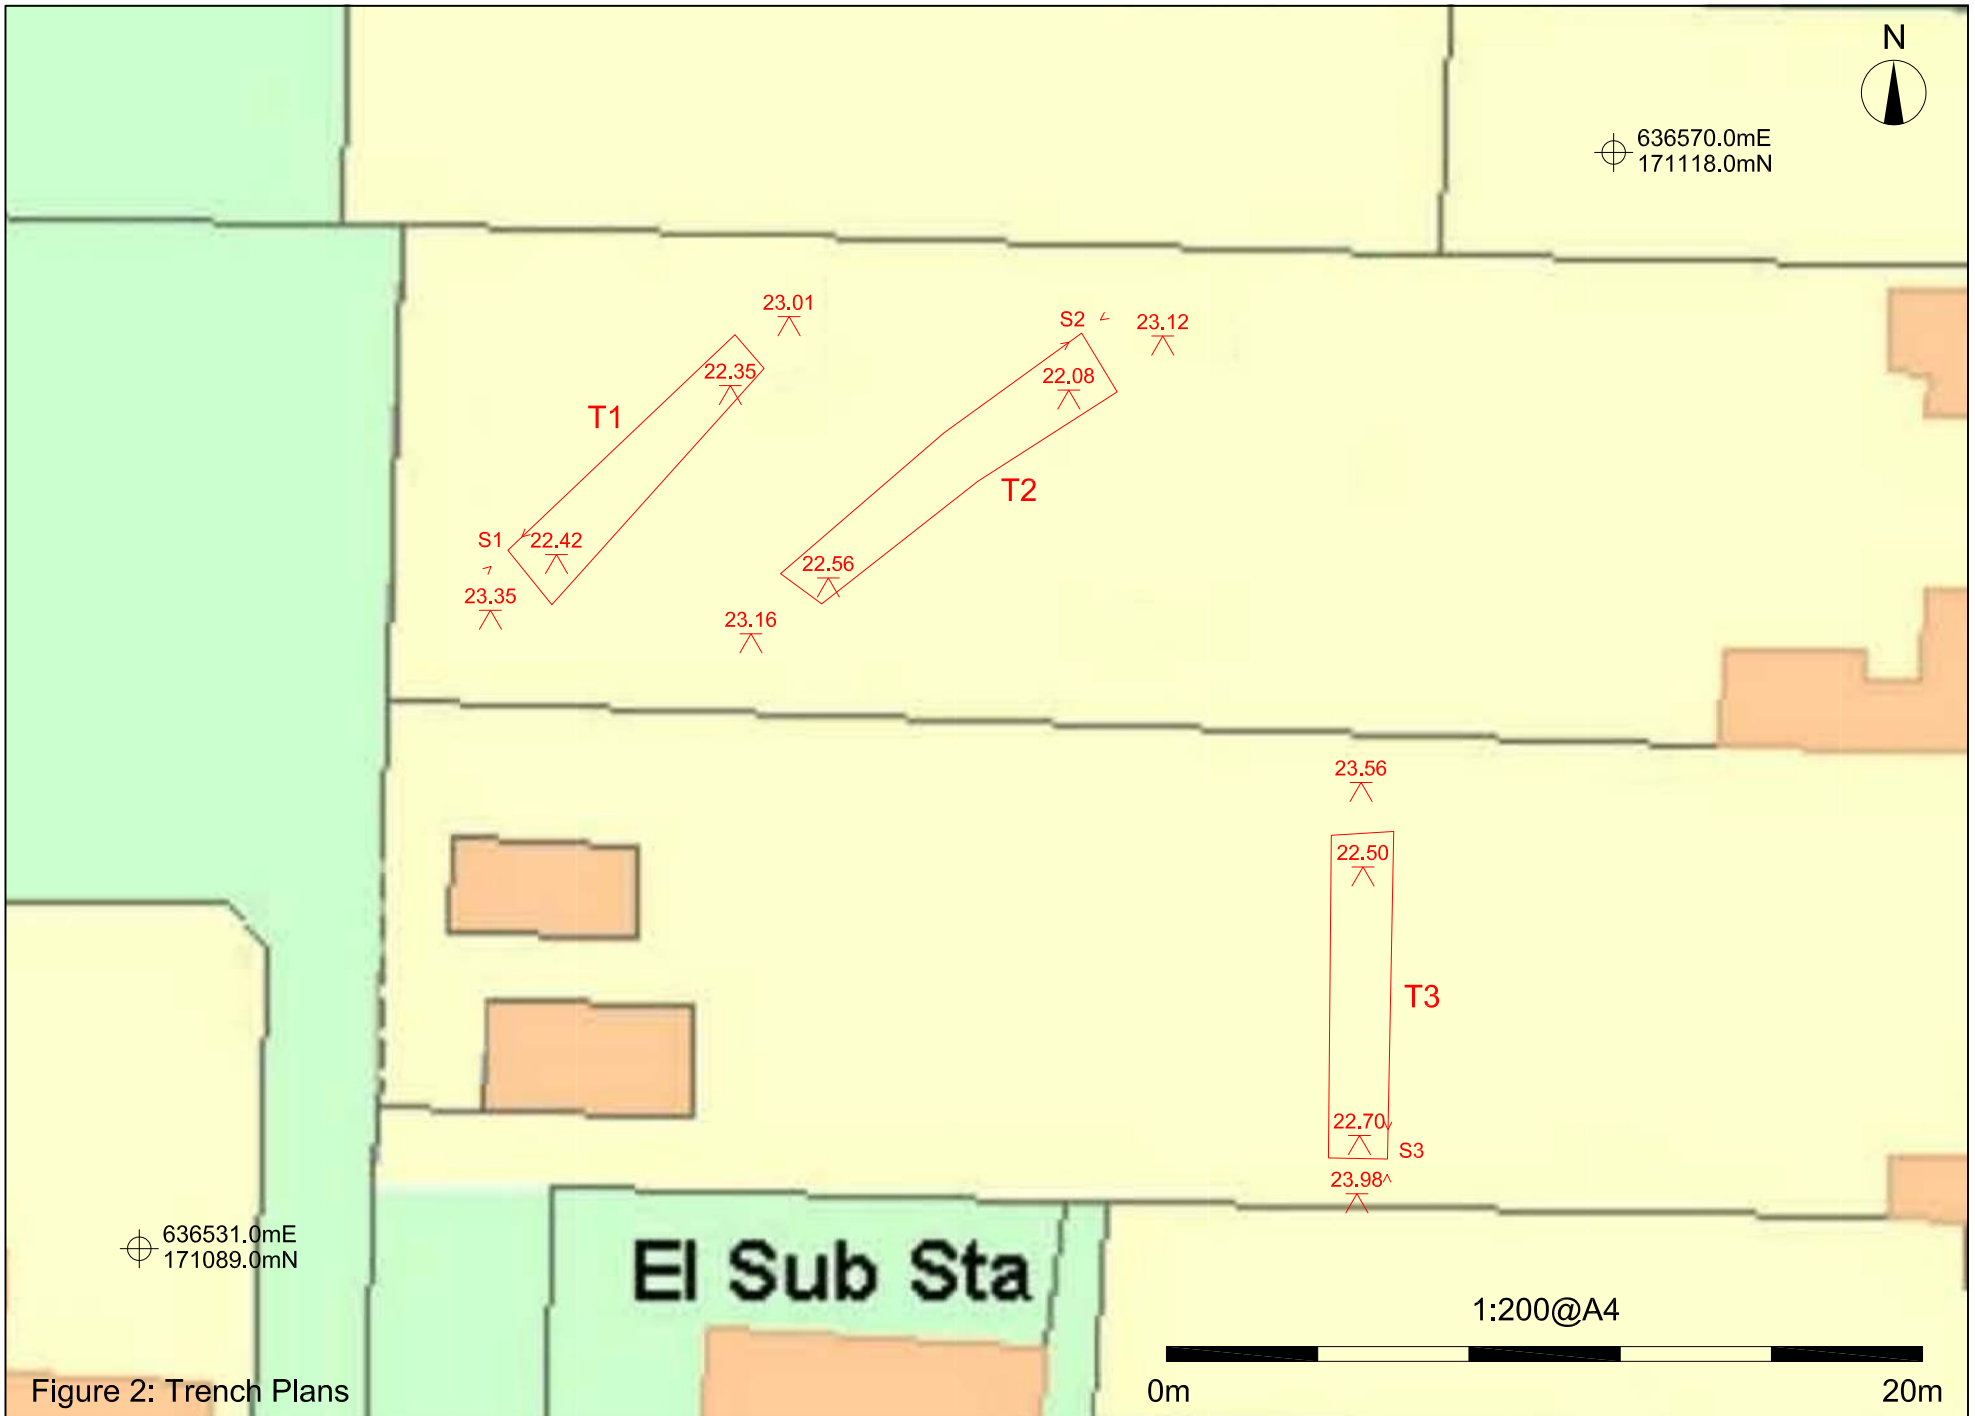 N
636570.0mE
171118.0mN
23.01
S2
23.12
22.35
22.08
T1
T2
S1
22.42
22.56
23.35
23.16
23.56
22.50
T3
22.70
S3
23.98
636531.0mE
171089.0mN
El Sub Sta
1:200@A4
0m
20m
Figure 2: Trench Plans